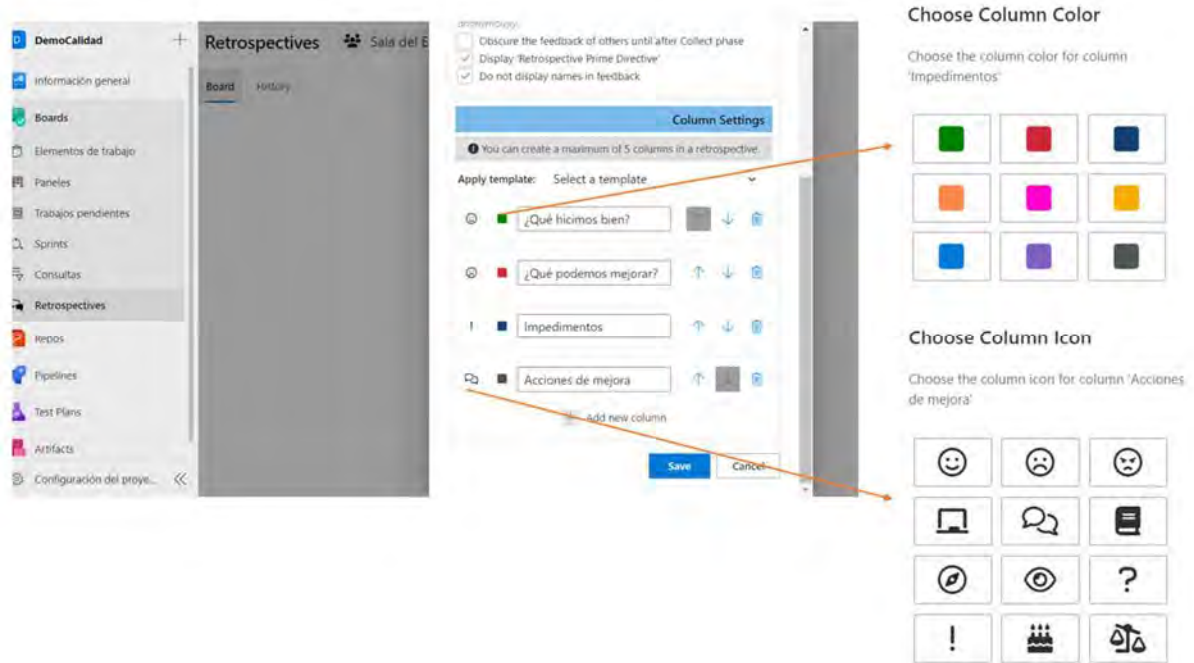 D DemoCalidad
Información general
Boards
Elementos de trabajo
Paneles
Trabajos pendientes
Sprints
Consultas
Retrospectives
Repos
Pipelines
Test Plans
Artifacts
Configuración del proye...
Retrospectives Sala del E
Board History
anonymously.
Obscure the feedback of others until after Collect phase
Display 'Retrospective Prime Directive'
Do not display names in feedback
Column Settings
You can create a maximum of 5 columns in a retrospective.
Apply template: Select a template
¿Qué hicimos bien?
¿Qué podemos mejorar?
! Impedimentos
Acciones de mejora
Add new column
Save Cancel
Choose Column Color
Choose the column color for column
'Impedimentos'
Choose Column Icon
Choose the column icon for column 'Acciones
de mejora'
?
!